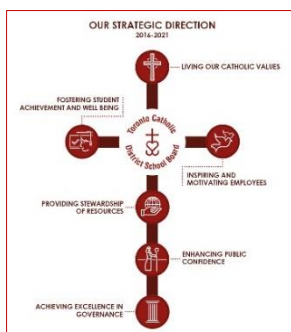 OUR STRATEGIC DIRECTION
2016-2021
LIVING OUR CATHOLIC VALUES
FOSTERING STUDENT
ACHIEVEMENT AND WELL BEING
Toronto Catholic
District School Board
INSPIRING AND
MOTIVATING EMPLOYEES
PROVIDING STEWARDSHIP
OF RESOURCES
ENHANCING PUBLIC
CONFIDENCE
ACHIEVING EXCELLENCE IN
GOVERNANCE